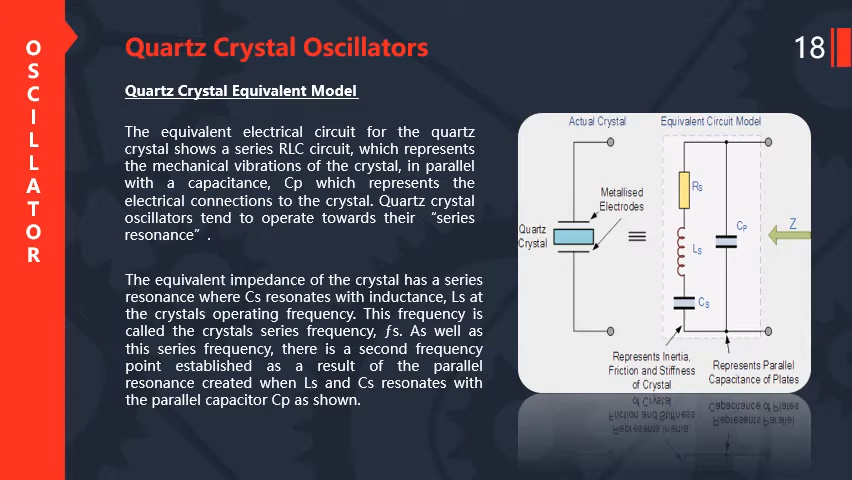 OSCILLATOR
Quartz Crystal Oscillators
18
Quartz Crystal Equivalent Model
The equivalent electrical circuit for the quartz
crystal shows a series RLC circuit, which represents
the mechanical vibrations of the crystal, in parallel
with a capacitance, Cp which represents the
electrical connections to the crystal. Quartz crystal
oscillators tend to operate towards their “series
resonance” .
The equivalent impedance of the crystal has a series
resonance where Cs resonates with inductance, Ls at
the crystals operating frequency. This frequency is
called the crystals series frequency, ƒs. As well as
this series frequency, there is a second frequency
point established as a result of the parallel
resonance created when Ls and Cs resonates with
the parallel capacitor Cp as shown.
Actual Crystal
Equivalent Circuit Model
Metallised
Electrodes
Quartz
Crystal
RS
LS
CS
CP
Z
Represents Inertia,
Friction and Stiffness
of Crystal
Represents Parallel
Capacitance of Plates